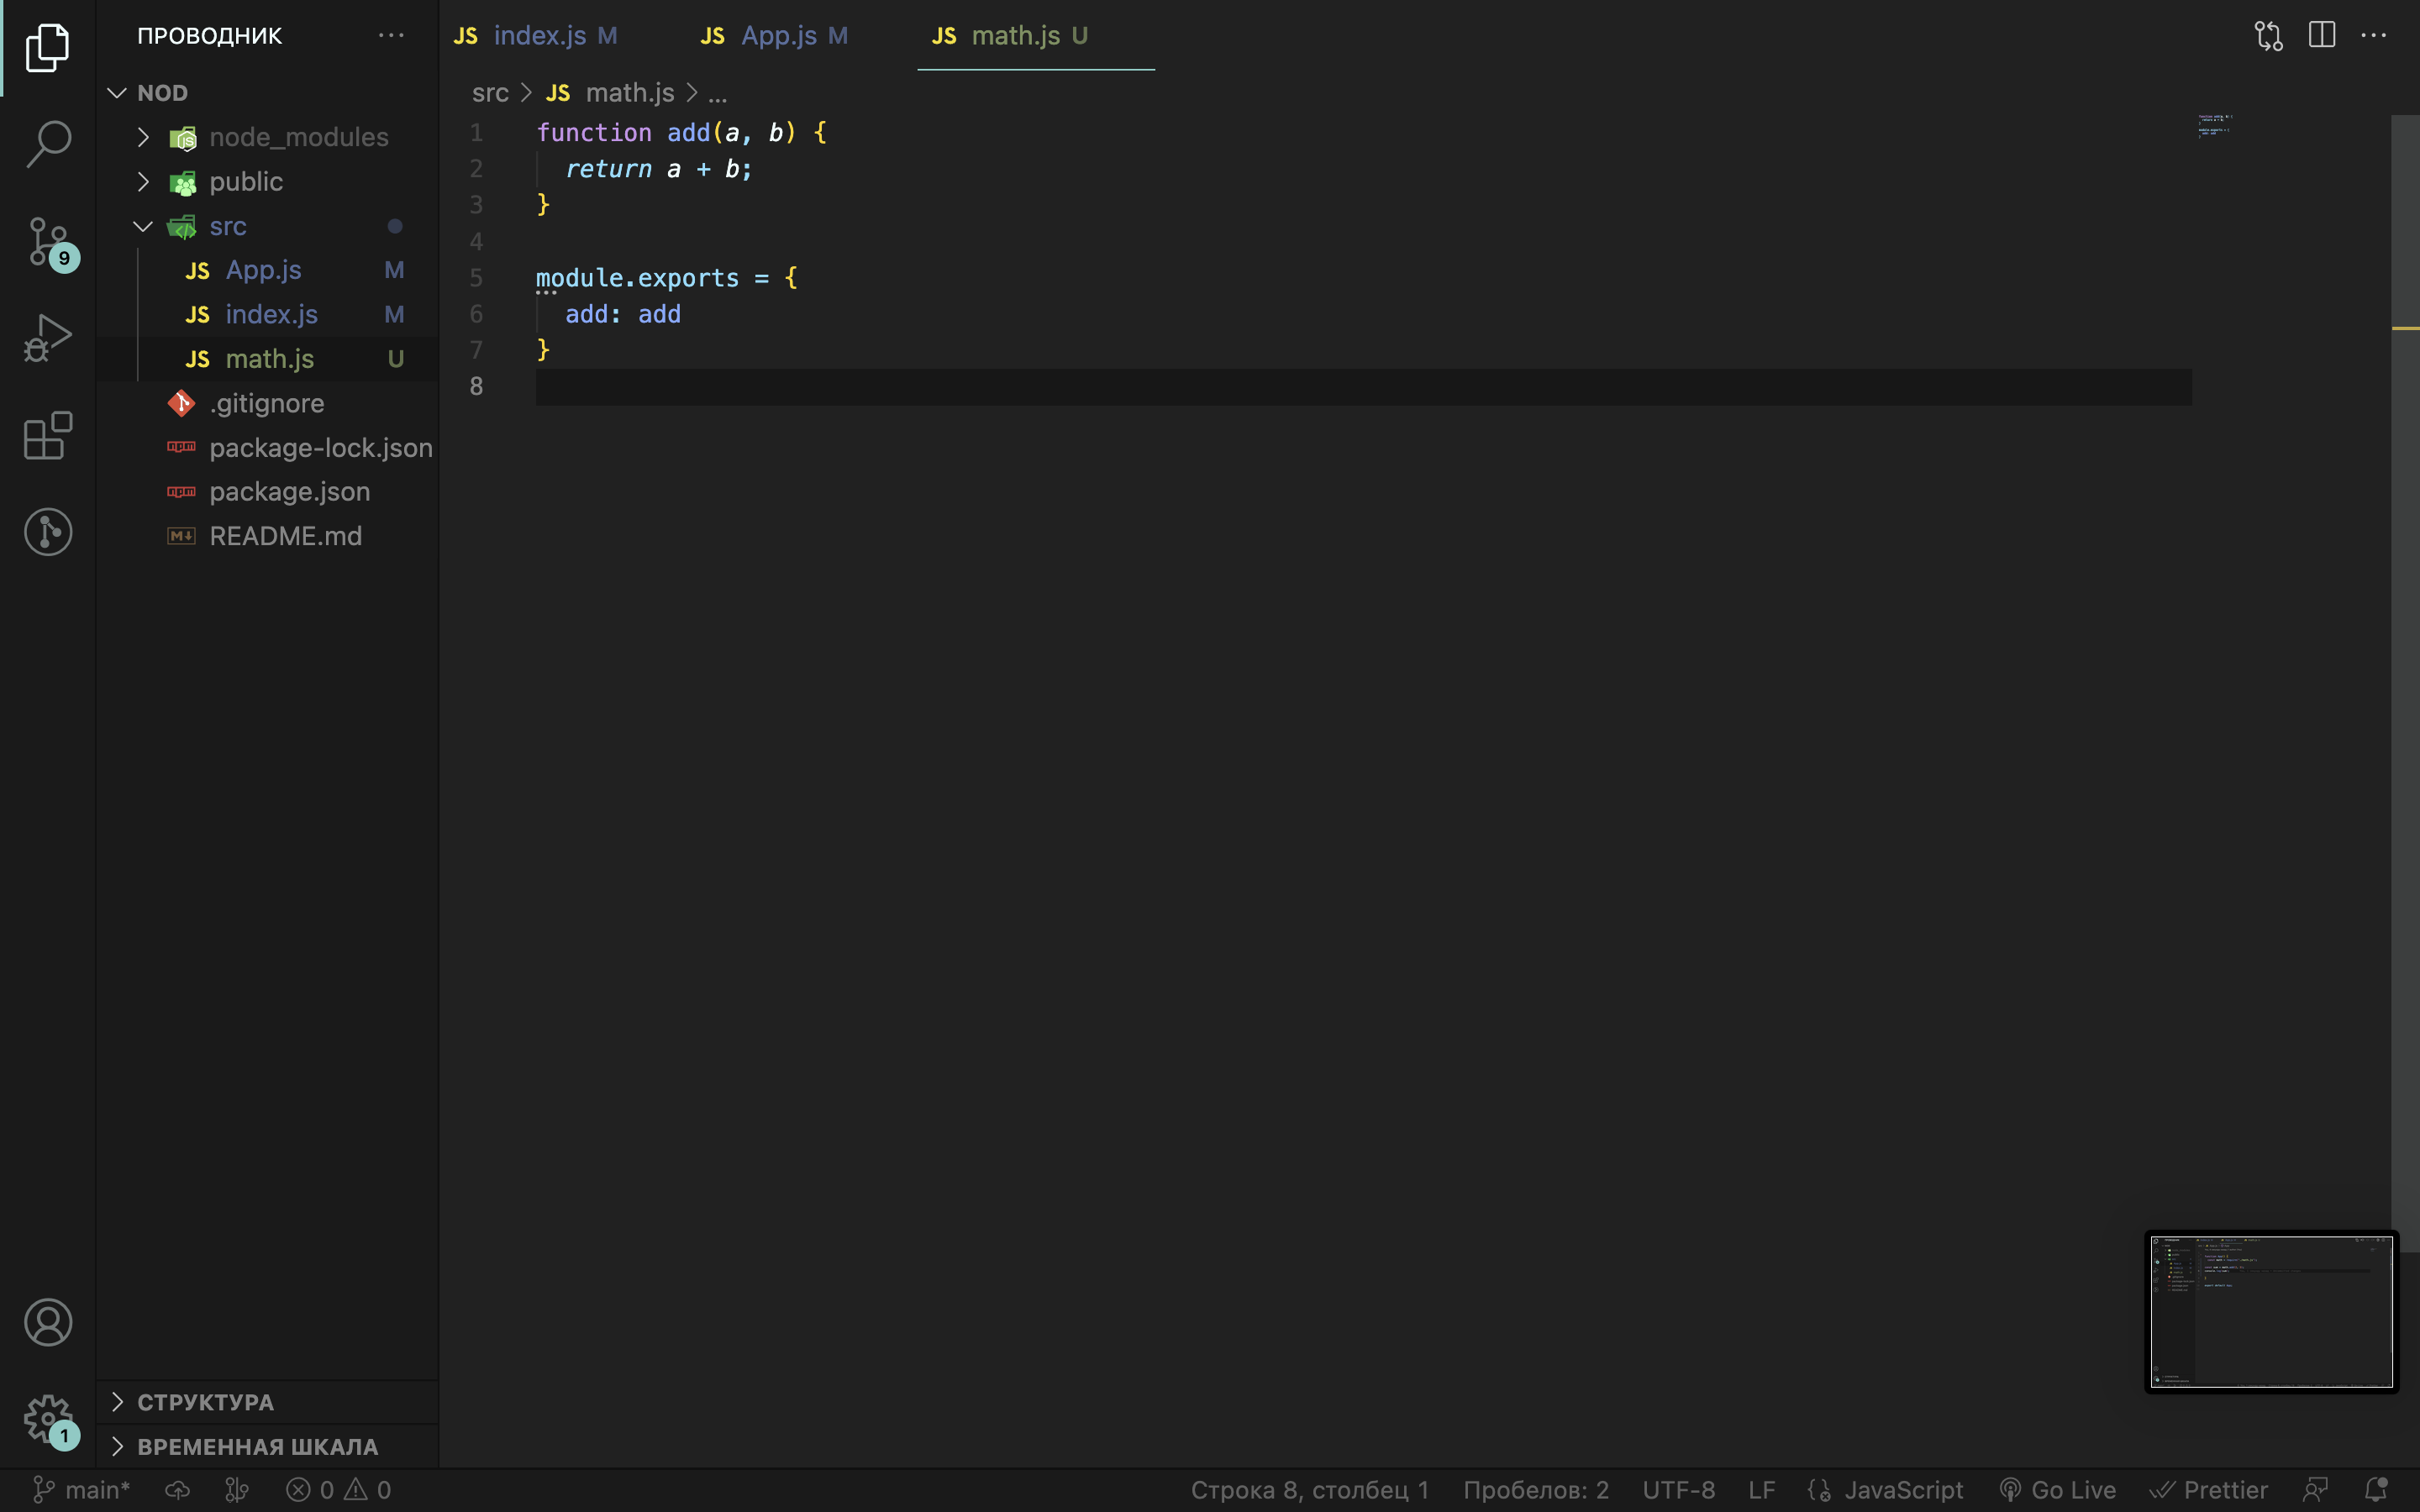 ПРОВОДНИК
NOD
node_modules
public
src
JS App.js M
JS index.js M
JS math.js U
.gitignore
package-lock.json
package.json
README.md
СТРУКТУРА
ВРЕМЕННАЯ ШКАЛА
9
1
JS index.js M JS App.js M JS math.js U
src > JS math.js > ...
1 function add(a, b) {
2 return a + b;
3 }
4
5 module.exports = {
6 add: add
7 }
8
main* 0 0 Строка 8, столбец 1 Пробелов: 2 UTF-8 LF JavaScript Go Live Prettier